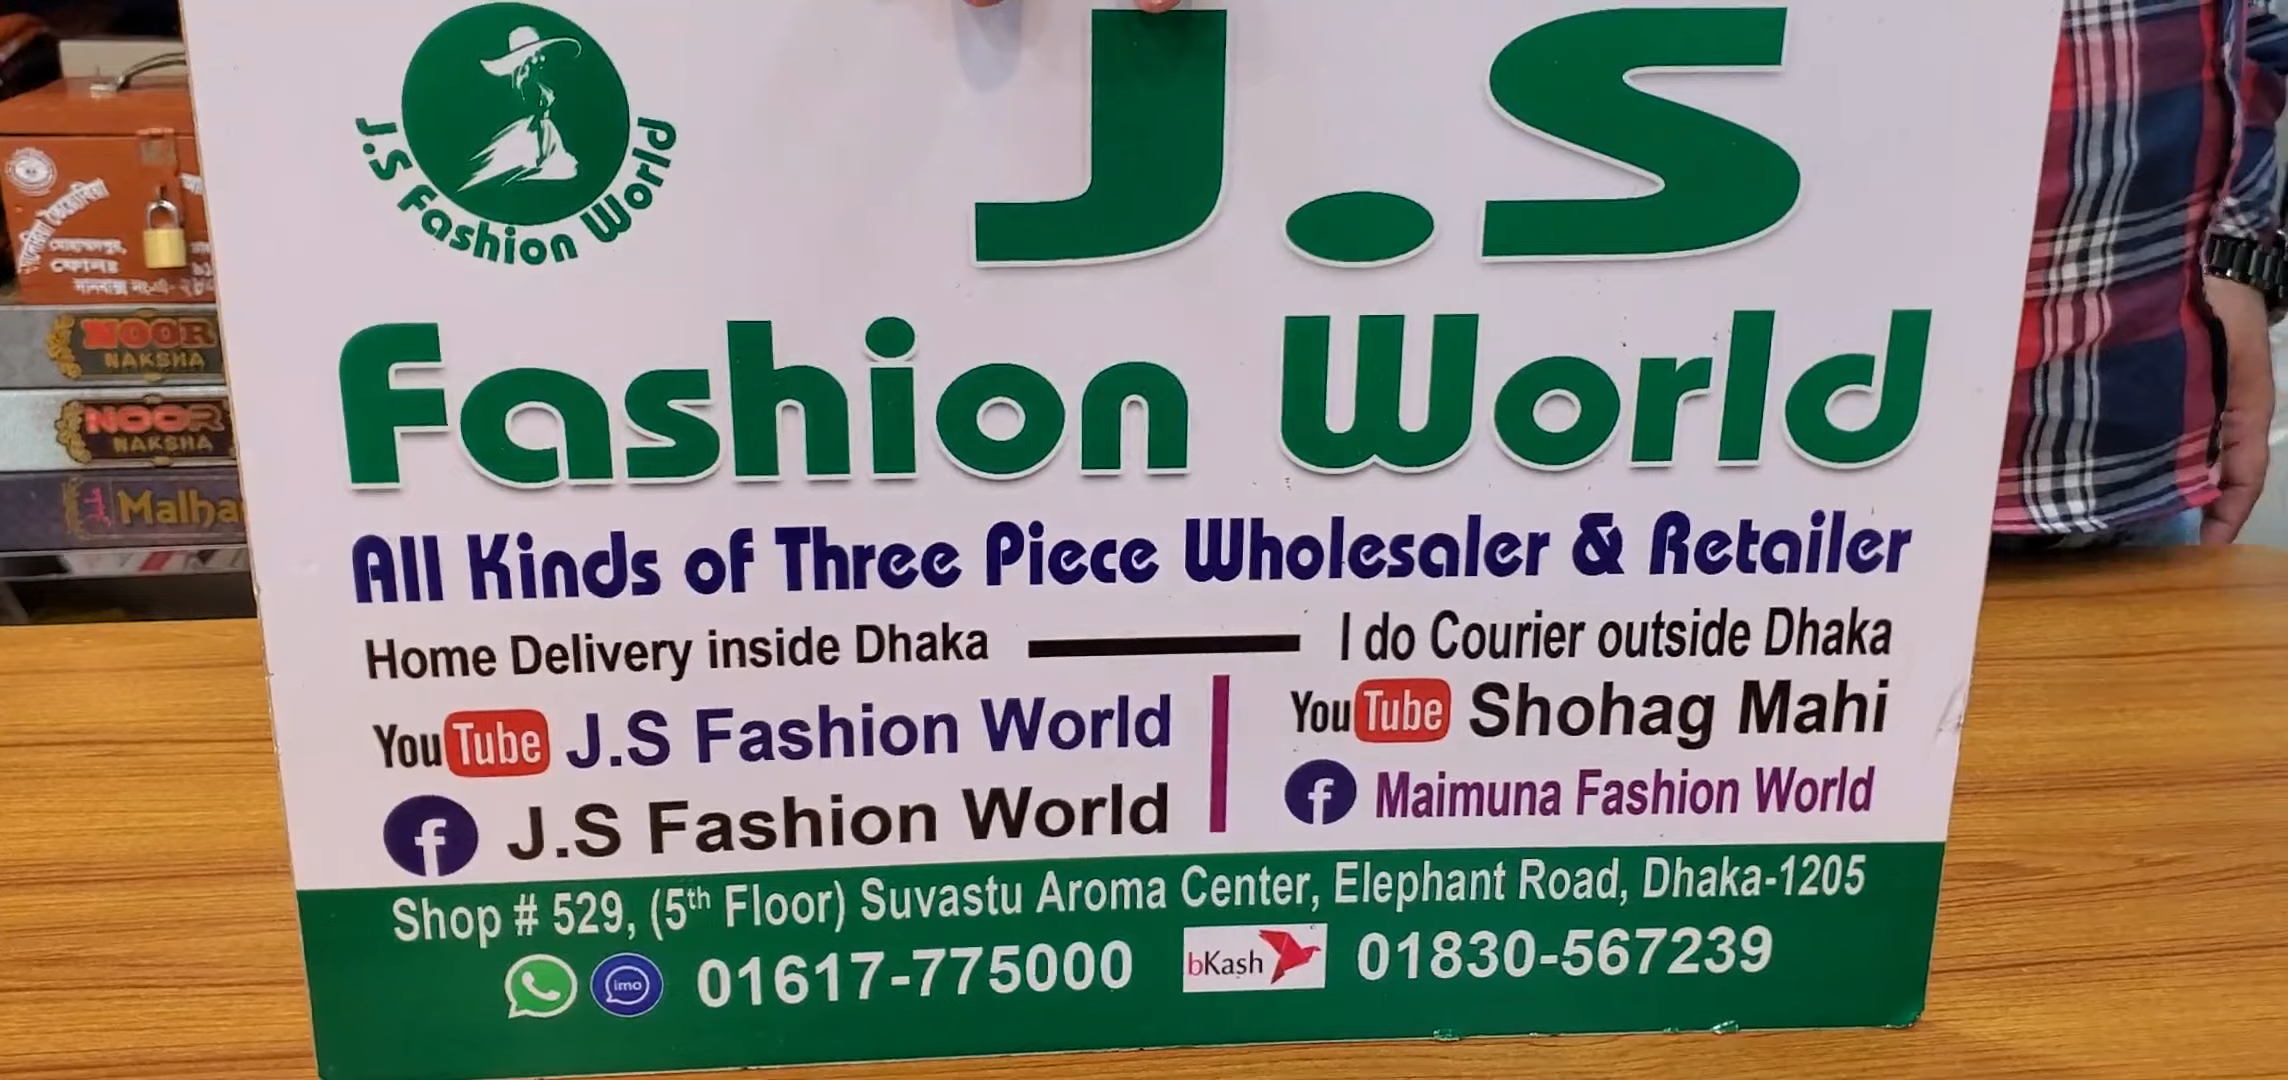 J.S Fashion World
J.S
Fashion World
All Kinds of Three Piece Wholesaler & Retailer
Home Delivery inside Dhaka
I do Courier outside Dhaka
YouTube J.S Fashion World
YouTube Shohag Mahi
f J.S Fashion World
f Maimuna Fashion World
Shop # 529, (5th Floor) Suvastu Aroma Center, Elephant Road, Dhaka-1205
imo 01617-775000 bKash 01830-567239
মোহাম্মদপুর,
NOOR
NAKSHA
NOOR
NAKSHA